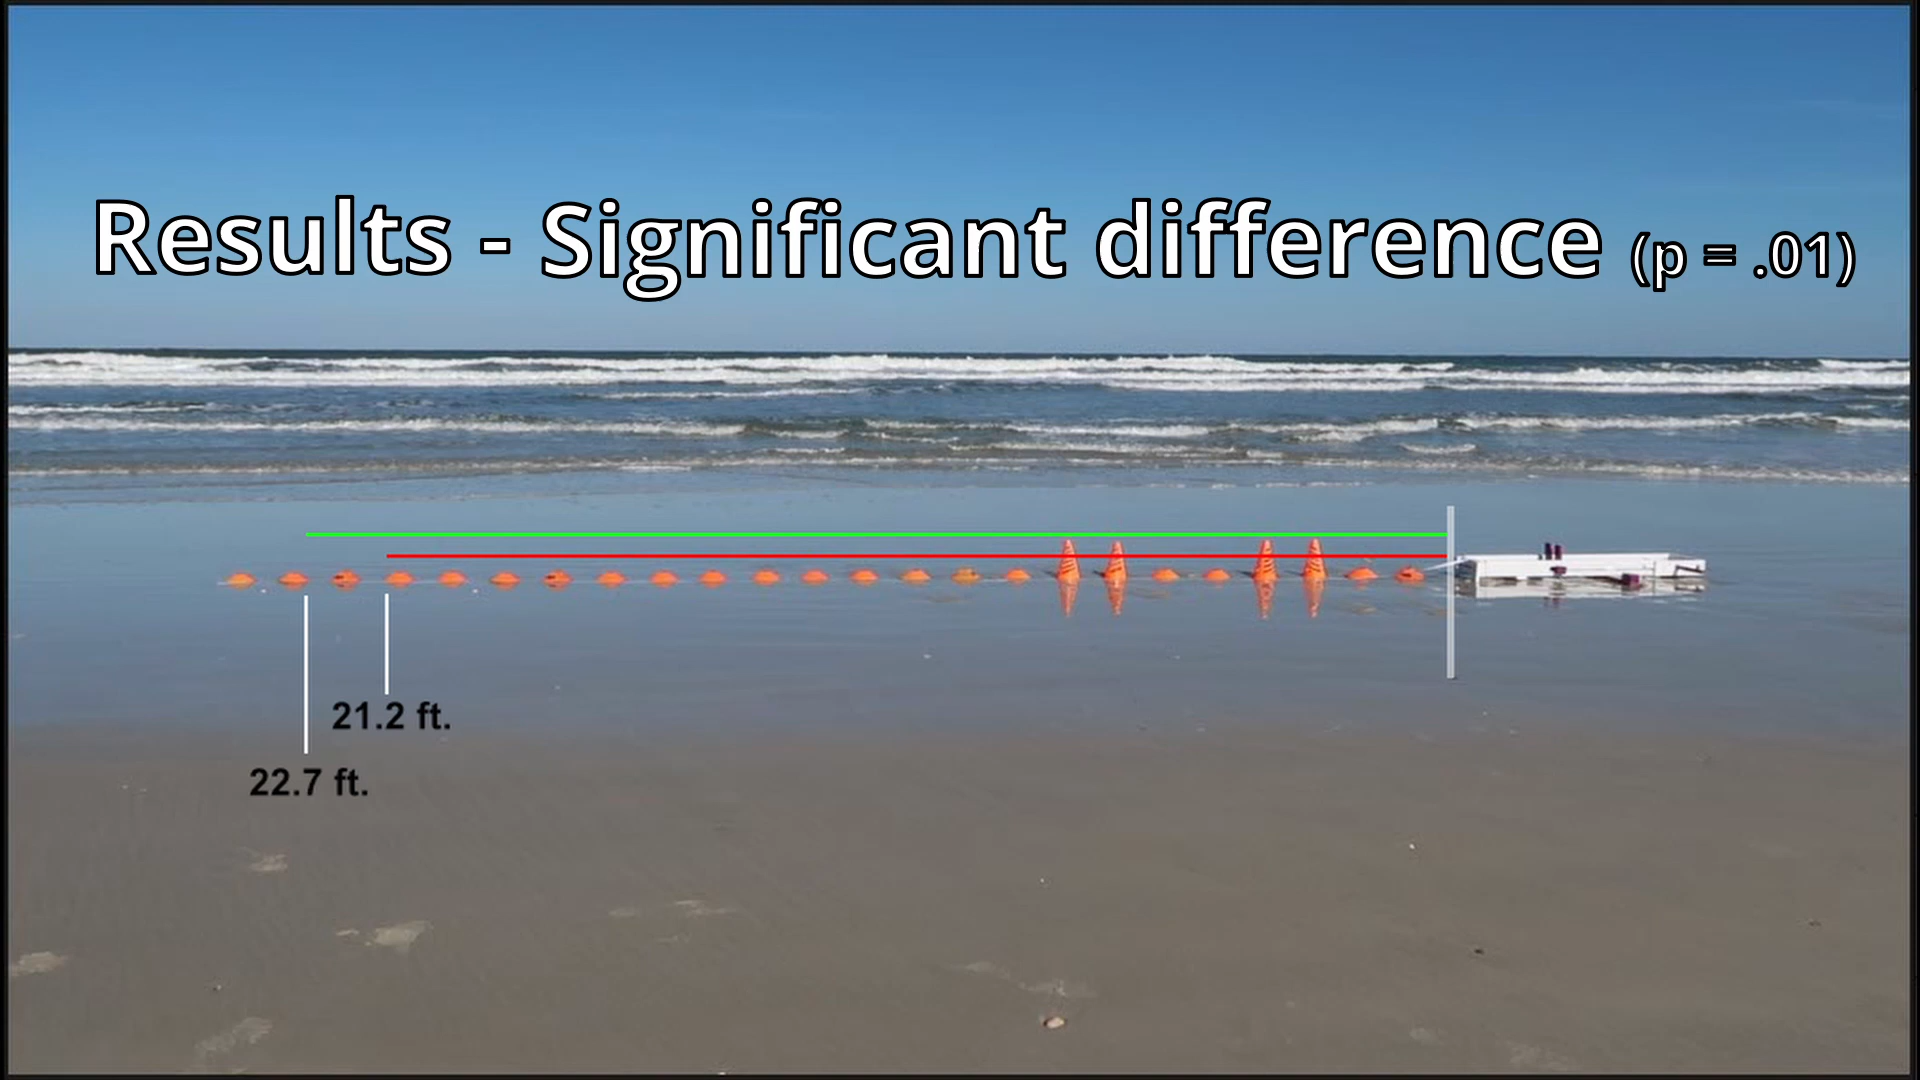 Results - Significant difference (p = .01)
21.2 ft.
22.7 ft.